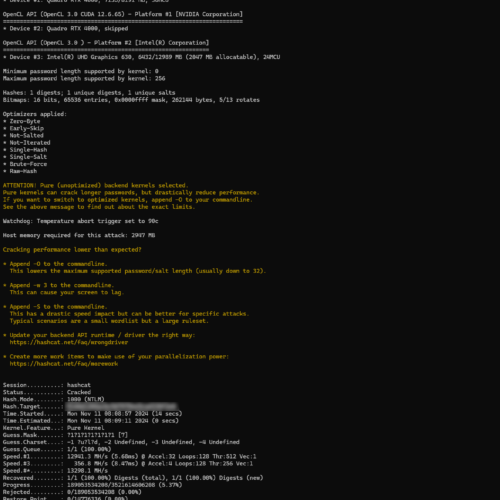 * Device #1: Quadro RTX 4000, 7210/8191 MB, 36MCU
OpenCL API (OpenCL 3.0 CUDA 12.6.65) - Platform #1 [NVIDIA Corporation]
* Device #2: Quadro RTX 4000, skipped
OpenCL API (OpenCL 3.0 ) - Platform #2 [Intel(R) Corporation]
* Device #3: Intel(R) UHD Graphics 630, 6432/12989 MB (2047 MB allocatable), 24MCU
Minimum password length supported by kernel: 0
Maximum password length supported by kernel: 256
Hashes: 1 digests; 1 unique digests, 1 unique salts
Bitmaps: 16 bits, 65536 entries, 0x0000ffff mask, 262144 bytes, 5/13 rotates
Optimizers applied:
* Zero-Byte
* Early-Skip
* Not-Salted
* Not-Iterated
* Single-Hash
* Single-Salt
* Brute-Force
* Raw-Hash
ATTENTION! Pure (unoptimized) backend kernels selected.
Pure kernels can crack longer passwords, but drastically reduce performance.
If you want to switch to optimized kernels, append -O to your commandline.
See the above message to find out about the exact limits.
Watchdog: Temperature abort trigger set to 90c
Host memory required for this attack: 2947 MB
Cracking performance lower than expected?
* Append -O to the commandline.
This lowers the maximum supported password/salt length (usually down to 32).
* Append -w 3 to the commandline.
This can cause your screen to lag.
* Append -S to the commandline.
This has a drastic speed impact but can be better for specific attacks.
Typical scenarios are a small wordlist but a large ruleset.
* Update your backend API runtime / driver the right way:
https://hashcat.net/faq/wrongdriver
* Create more work items to make use of your parallelization power:
https://hashcat.net/faq/morework
Session..........: hashcat
Status...........: Cracked
Hash.Mode........: 1000 (NTLM)
Hash.Target......:
Time.Started.....: Mon Nov 11 08:08:57 2024 (14 secs)
Time.Estimated...: Mon Nov 11 08:09:11 2024 (0 secs)
Kernel.Feature...: Pure Kernel
Guess.Mask.......: ?1?1?1?1?1?1?1 [7]
Guess.Charset....: -1 ?u?l?d, -2 Undefined, -3 Undefined, -4 Undefined
Guess.Queue......: 1/1 (100.00%)
Speed.#1.........: 12941.3 MH/s (5.60ms) @ Accel:32 Loops:128 Thr:512 Vec:1
Speed.#3.........: 356.8 MH/s (8.47ms) @ Accel:4 Loops:128 Thr:256 Vec:1
Speed.#*.........: 13298.1 MH/s
Recovered........: 1/1 (100.00%) Digests (total), 1/1 (100.00%) Digests (new)
Progress.........: 189053534208/3521614606208 (5.37%)
Rejected.........: 0/189053534208 (0.00%)
Restore.Point